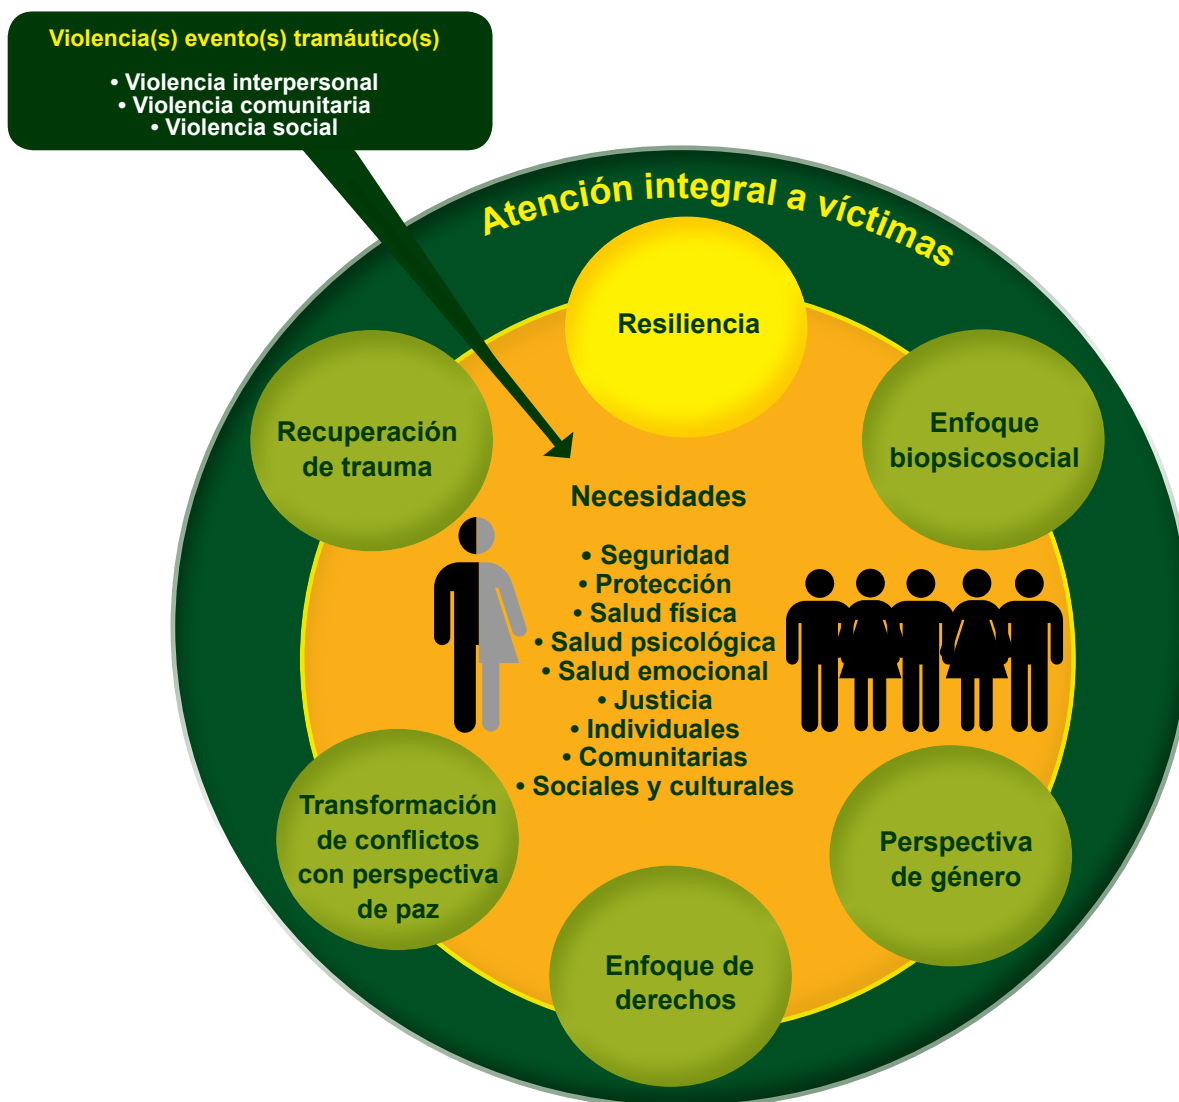 Violencia(s) evento(s) tramáutico(s)
• Violencia interpersonal
• Violencia comunitaria
• Violencia social
Atención integral a víctimas
Resiliencia
Recuperación
de trauma
Enfoque
biopsicosocial
Necesidades
• Seguridad
• Protección
• Salud física
• Salud psicológica
• Salud emocional
• Justicia
• Individuales
• Comunitarias
• Sociales y culturales
Transformación
de conflictos
con perspectiva
de paz
Perspectiva
de género
Enfoque de
derechos